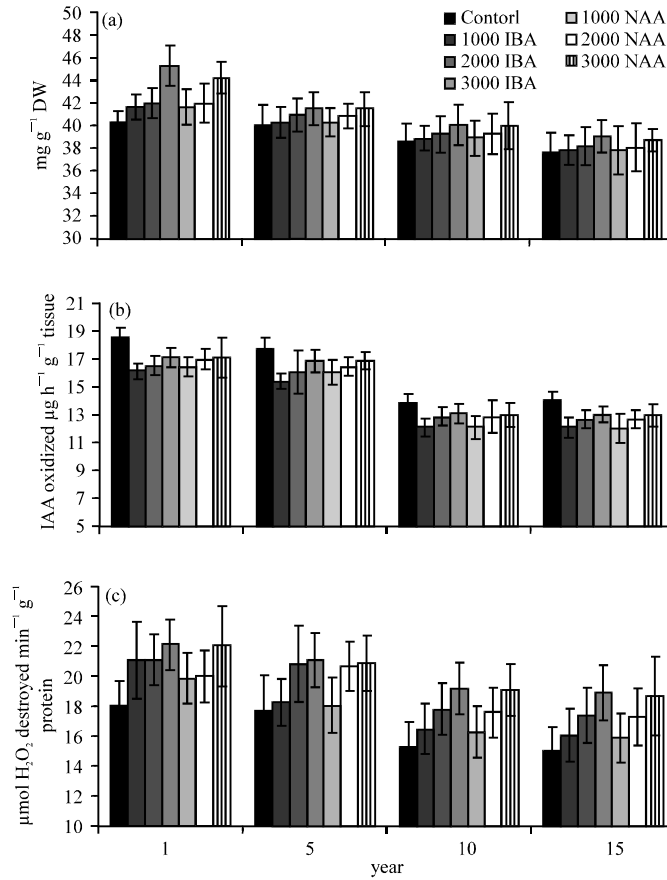 (a)
Contorl
1000 IBA
2000 IBA
3000 IBA
1000 NAA
2000 NAA
3000 NAA
mg g⁻¹ DW
50
48
46
44
42
40
38
36
34
32
30
(b)
IAA oxidized µg h⁻¹ g⁻¹ tissue
21
19
17
15
13
11
9
7
5
(c)
µmol H₂O₂ destroyed min⁻¹ g⁻¹
protein
26
24
22
20
18
16
14
12
10
1
5
10
15
year